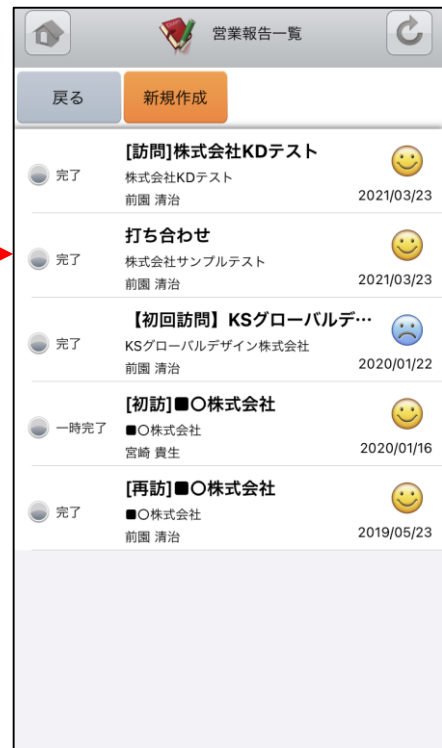 営業報告一覧
戻る
新規作成
[訪問]株式会社KDテスト
完了
株式会社KDテスト
前園 清治
2021/03/23
打ち合わせ
完了
株式会社サンプルテスト
前園 清治
2021/03/23
【初回訪問】KSグローバルデ…
完了
KSグローバルデザイン株式会社
前園 清治
2020/01/22
[初訪]■〇株式会社
一時完了
■〇株式会社
宮崎 貴生
2020/01/16
[再訪]■〇株式会社
完了
■〇株式会社
前園 清治
2019/05/23